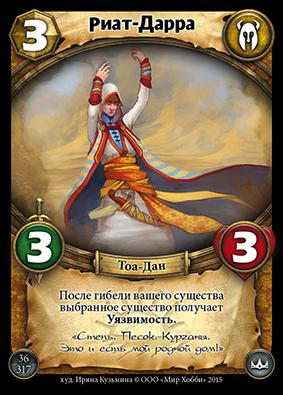 3
Риат-Дарра
3
3
Тоа-Дан
После гибели вашего существа
выбранное существо получает
Уязвимость.
«Степь. Песок. Курганы.
Это и есть мой родной дом!»
36
317
худ. Ирина Кузьмина © ООО «Мир Хобби» 2015